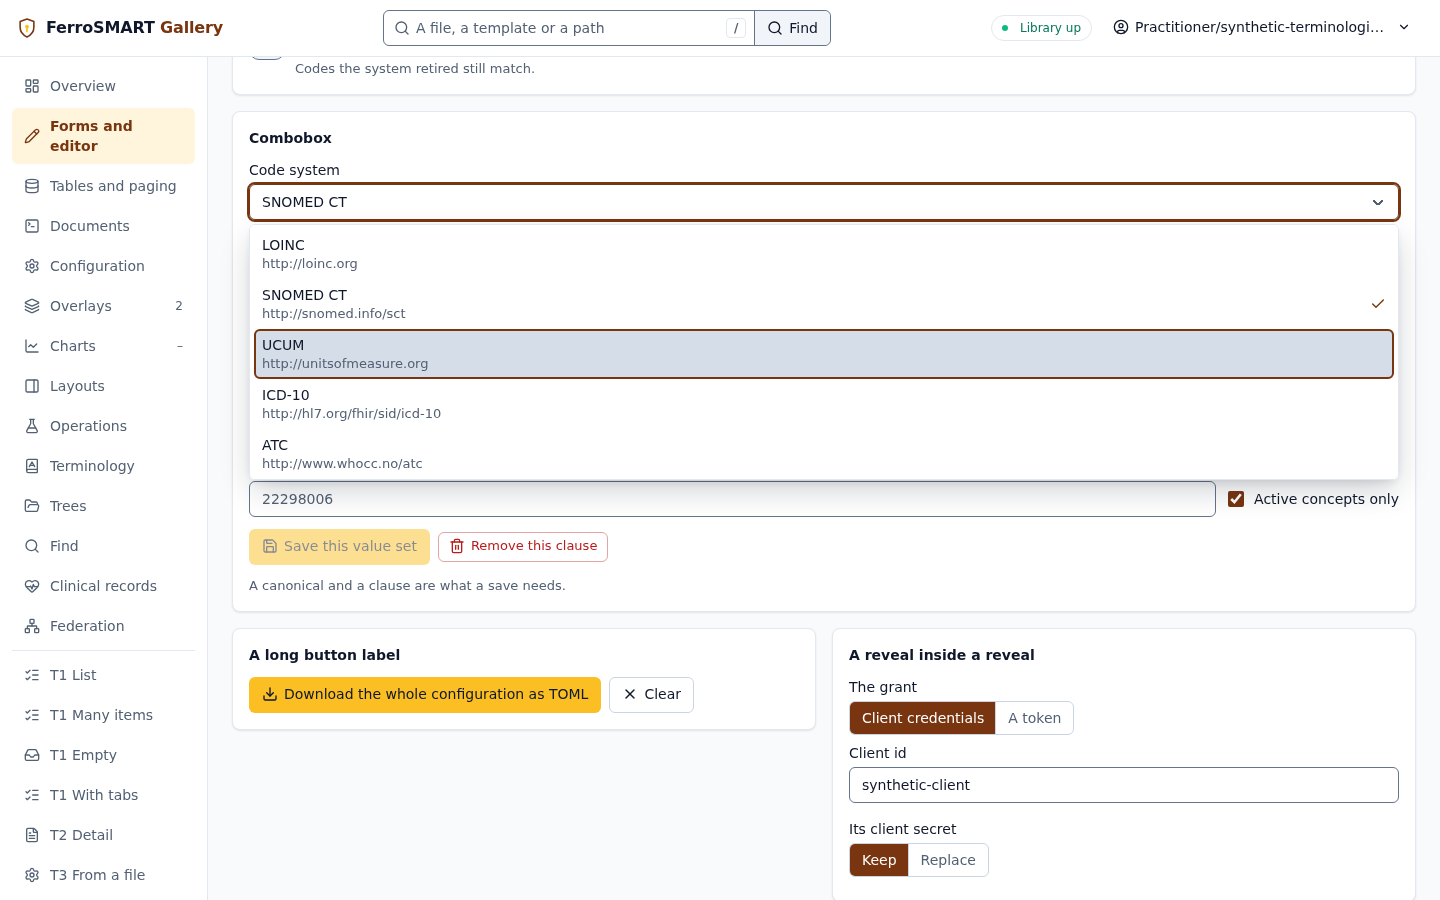 FerroSMART Gallery
A file, a template or a path
/
Find
Library up
Practitioner/synthetic-terminologi...
Overview
Forms and
editor
Tables and paging
Documents
Configuration
Overlays
2
Charts
–
Layouts
Operations
Terminology
Trees
Find
Clinical records
Federation
T1 List
T1 Many items
T1 Empty
T1 With tabs
T2 Detail
T3 From a file
Codes the system retired still match.
Combobox
Code system
SNOMED CT
LOINC
http://loinc.org
SNOMED CT
http://snomed.info/sct
UCUM
http://unitsofmeasure.org
ICD-10
http://hl7.org/fhir/sid/icd-10
ATC
http://www.whocc.no/atc
22298006
Active concepts only
Save this value set
Remove this clause
A canonical and a clause are what a save needs.
A long button label
Download the whole configuration as TOML
Clear
A reveal inside a reveal
The grant
Client credentials
A token
Client id
synthetic-client
Its client secret
Keep
Replace